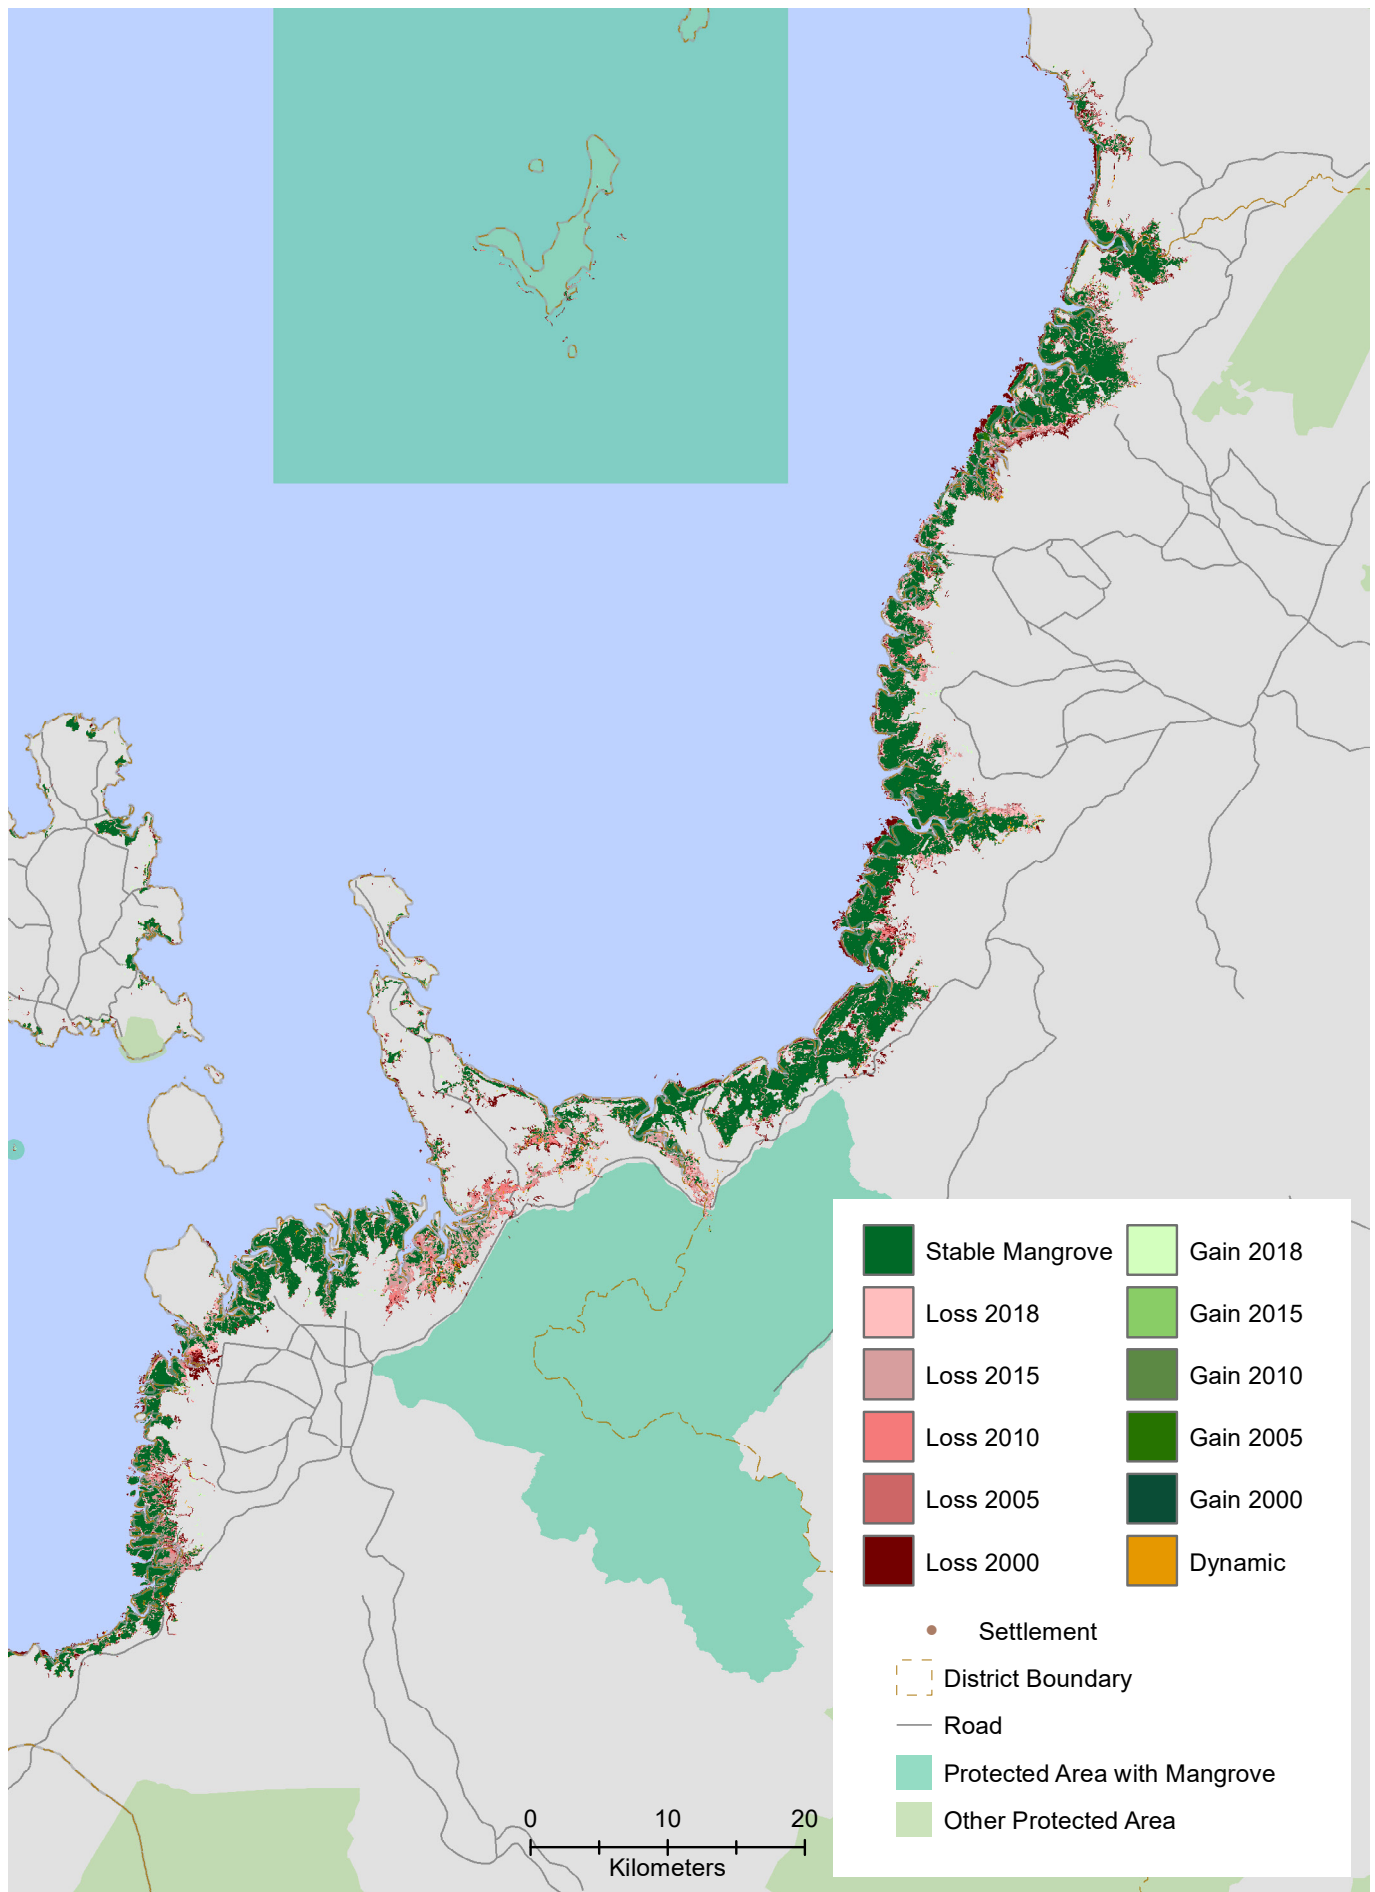 Stable Mangrove
Loss 2018
Loss 2015
Loss 2010
Loss 2005
Loss 2000
Gain 2018
Gain 2015
Gain 2010
Gain 2005
Gain 2000
Dynamic
Settlement
District Boundary
Road
Protected Area with Mangrove
Other Protected Area
0 10 20
Kilometers